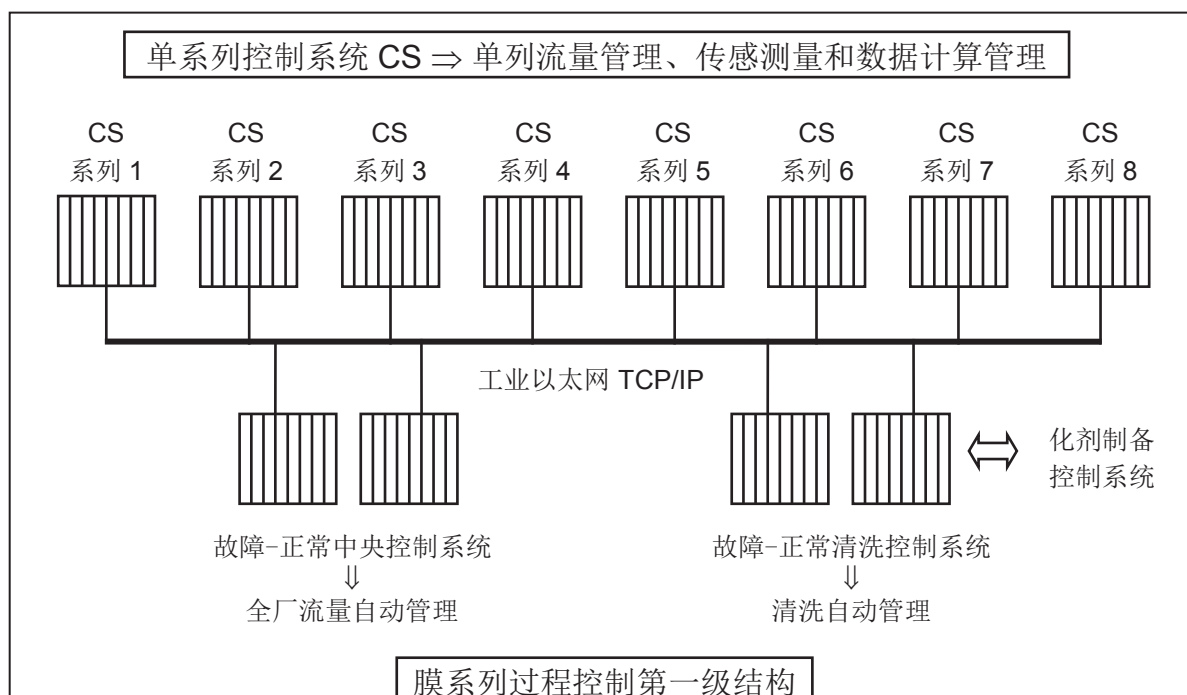 单系列控制系统 CS ⇒ 单列流量管理、传感测量和数据计算管理
CS CS CS CS CS CS CS CS
系列 1 系列 2 系列 3 系列 4 系列 5 系列 6 系列 7 系列 8
工业以太网 TCP/IP
化剂制备
控制系统
故障-正常中央控制系统
⇓
全厂流量自动管理
故障-正常清洗控制系统
⇓
清洗自动管理
膜系列过程控制第一级结构